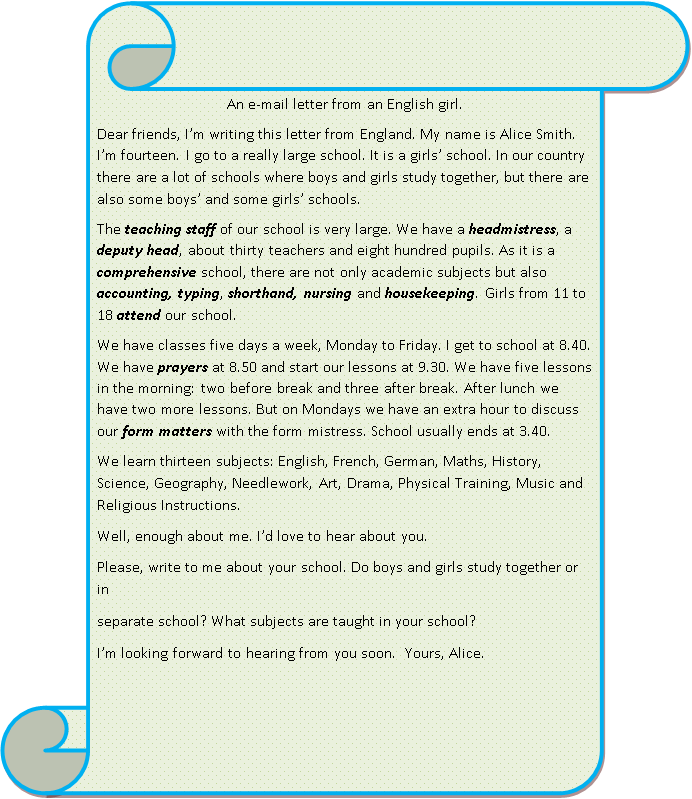 An e-mail letter from an English girl.
Dear friends, I'm writing this letter from England. My name is Alice Smith.
I'm fourteen. I go to a really large school. It is a girls' school. In our country
there are a lot of schools where boys and girls study together, but there are
also some boys' and some girls' schools.
The teaching staff of our school is very large. We have a headmistress, a
deputy head, about thirty teachers and eight hundred pupils. As it is a
comprehensive school, there are not only academic subjects but also
accounting, typing, shorthand, nursing and housekeeping. Girls from 11 to
18 attend our school.
We have classes five days a week, Monday to Friday. I get to school at 8.40.
We have prayers at 8.50 and start our lessons at 9.30. We have five lessons
in the morning: two before break and three after break. After lunch we
have two more lessons. But on Mondays we have an extra hour to discuss
our form matters with the form mistress. School usually ends at 3.40.
We learn thirteen subjects: English, French, German, Maths, History,
Science, Geography, Needlework, Art, Drama, Physical Training, Music and
Religious Instructions.
Well, enough about me. I'd love to hear about you.
Please, write to me about your school. Do boys and girls study together or
in
separate school? What subjects are taught in your school?
I'm looking forward to hearing from you soon. Yours, Alice.